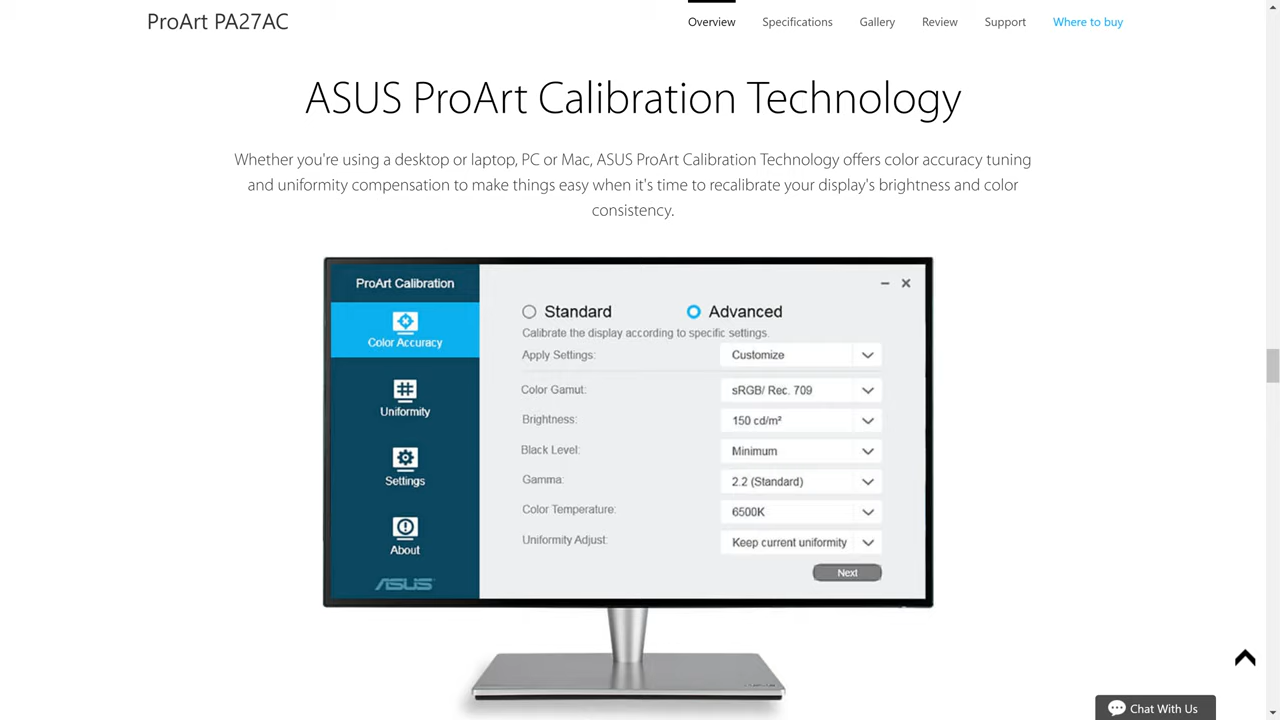 ProArt PA27AC
Overview
Specifications
Gallery
Review
Support
Where to buy
ASUS ProArt Calibration Technology
Whether you're using a desktop or laptop, PC or Mac, ASUS ProArt Calibration Technology offers color accuracy tuning
and uniformity compensation to make things easy when it's time to recalibrate your display's brightness and color
consistency.
ProArt Calibration
Color Accuracy
Uniformity
Settings
About
ASUS
Standard
Advanced
Calibrate the display according to specific settings.
Apply Settings: Customize
Color Gamut: sRGB/ Rec. 709
Brightness: 150 cd/m²
Black Level: Minimum
Gamma: 2.2 (Standard)
Color Temperature: 6500K
Uniformity Adjust: Keep current uniformity
Next
Chat With Us